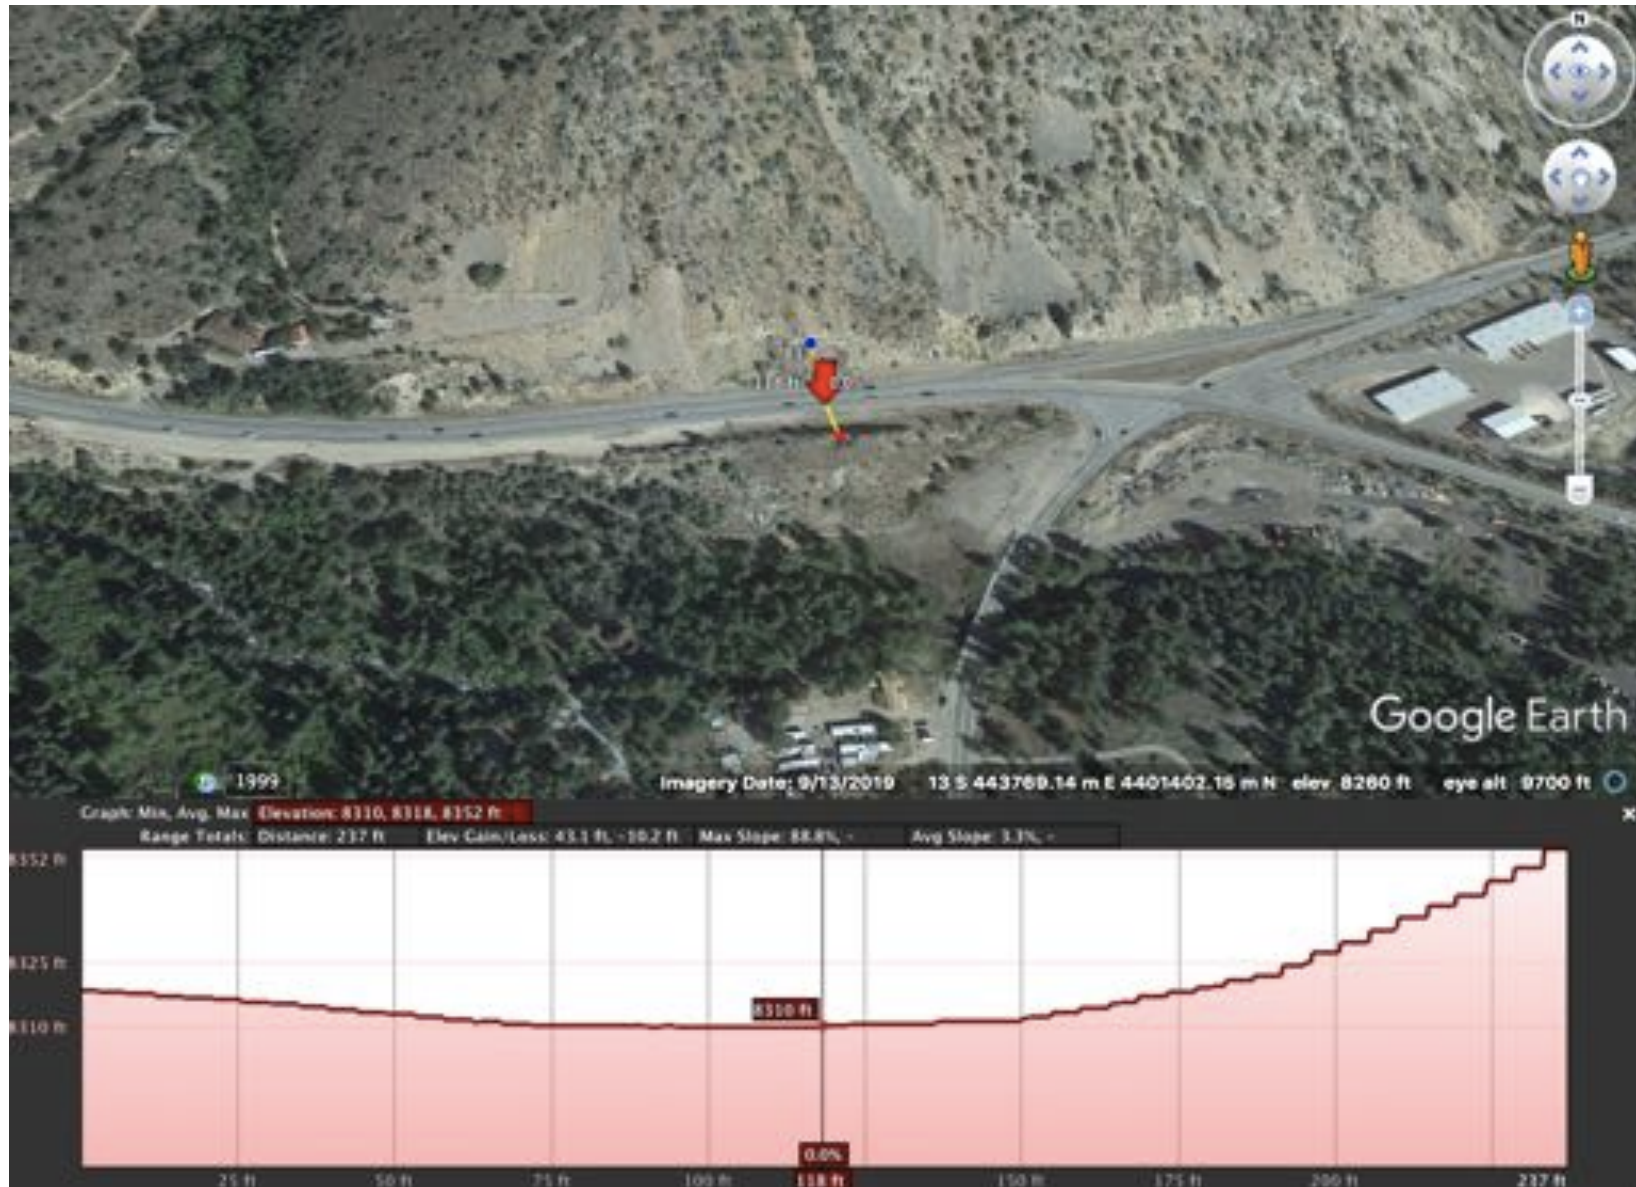 N
Google Earth
1999
Imagery Date: 9/13/2019 13 S 443769.14 m E 4401402.15 m N elev 8260 ft eye alt 9700 ft
Graph: Min, Avg, Max Elevation: 8310, 8318, 8352 ft
Range Totals: Distance: 237 ft Elev Gain/Loss: 43.1 ft, -10.2 ft Max Slope: 88.8%, - Avg Slope: 3.3%, -
8352 ft
8325 ft
8310 ft
8310 ft
0.0%
25 ft 50 ft 75 ft 100 ft 118 ft 150 ft 175 ft 200 ft 237 ft